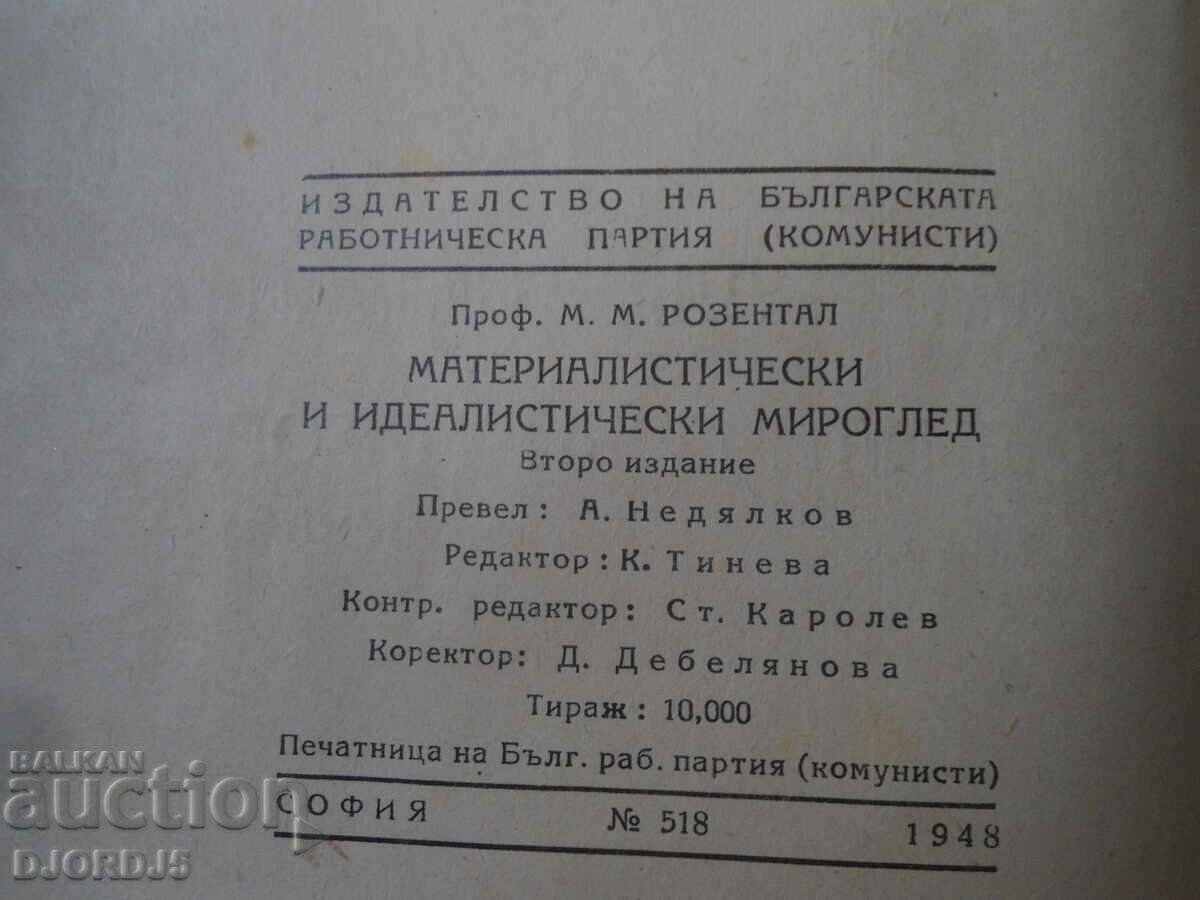 ИЗДАТЕЛСТВО НА БЪЛГАРСКАТА
РАБОТНИЧЕСКА ПАРТИЯ (КОМУНИСТИ)
Проф. М. М. РОЗЕНТАЛ
МАТЕРИАЛИСТИЧЕСКИ
И ИДЕАЛИСТИЧЕСКИ МИРОГЛЕД
Второ издание
Превел: А. Недялков
Редактор: К. Тинева
Контр. редактор: Ст. Каролев
Коректор: Д. Дебелянова
Тираж: 10,000
Печатница на Бълг. раб. партия (комунисти)
СОФИЯ № 518 1948
BALKAN
auction
DJORDJ5